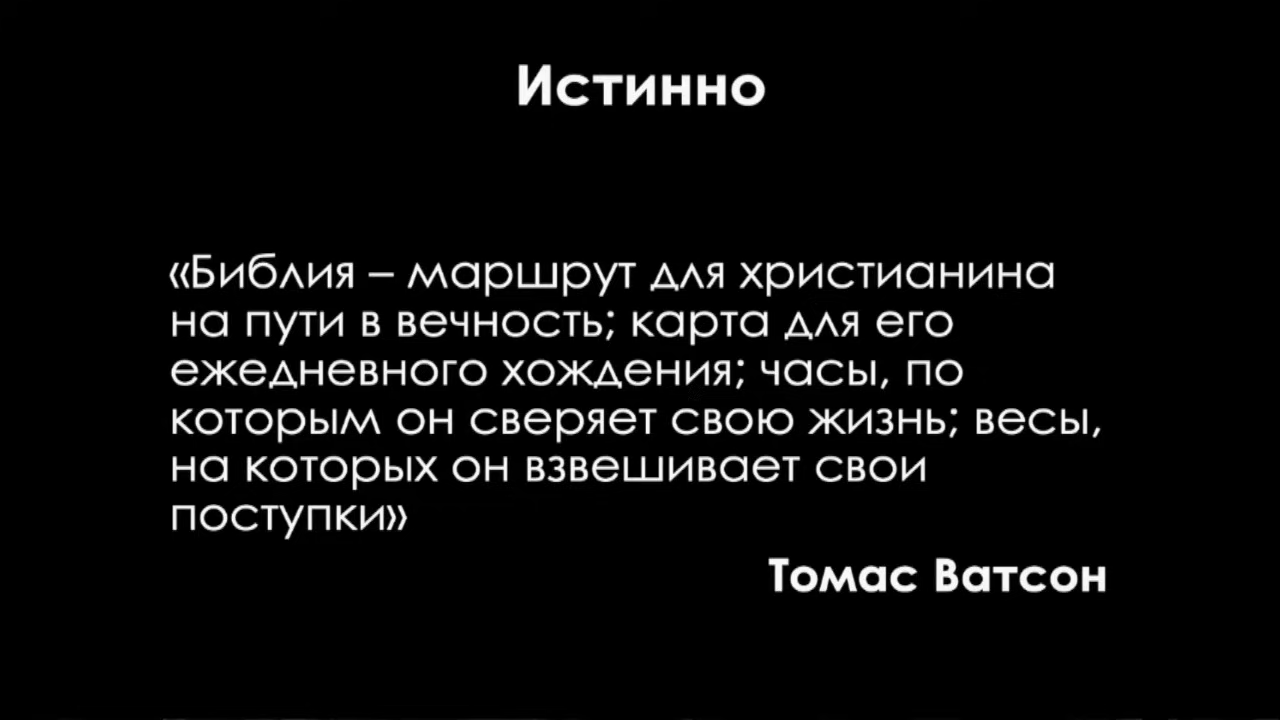 Истинно
«Библия – маршрут для христианина
на пути в вечность; карта для его
ежедневного хождения; часы, по
которым он сверяет свою жизнь; весы,
на которых он взвешивает свои
поступки»
Томас Ватсон